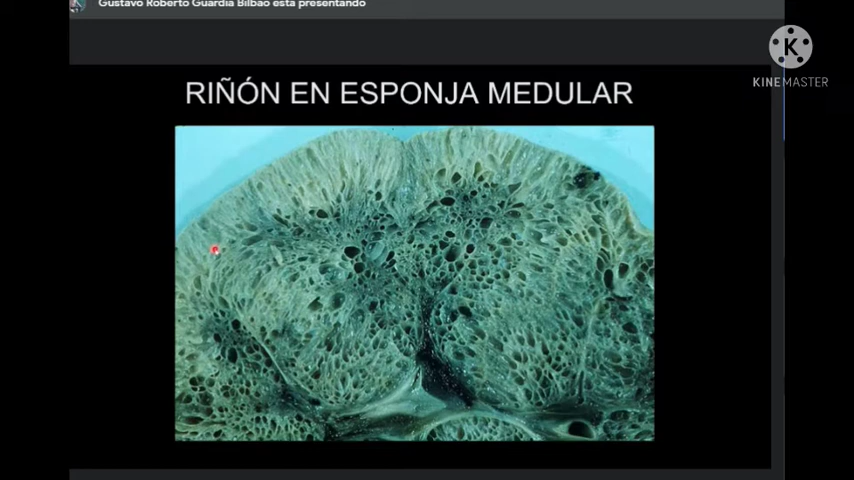 Gustavo Roberto Guardia Bilbao está presentando
K
KINEMASTER
RIÑÓN EN ESPONJA MEDULAR